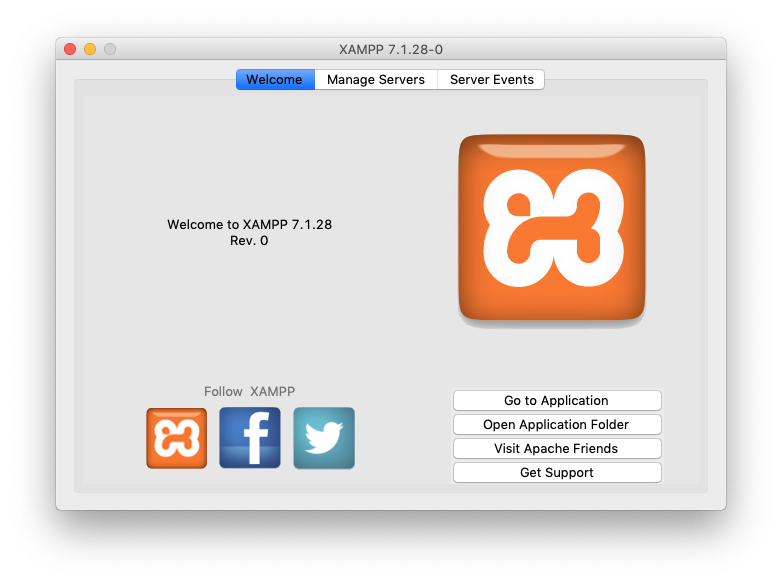 XAMPP 7.1.28-0
Welcome
Manage Servers
Server Events
Welcome to XAMPP 7.1.28
Rev. 0
Follow XAMPP
Go to Application
Open Application Folder
Visit Apache Friends
Get Support